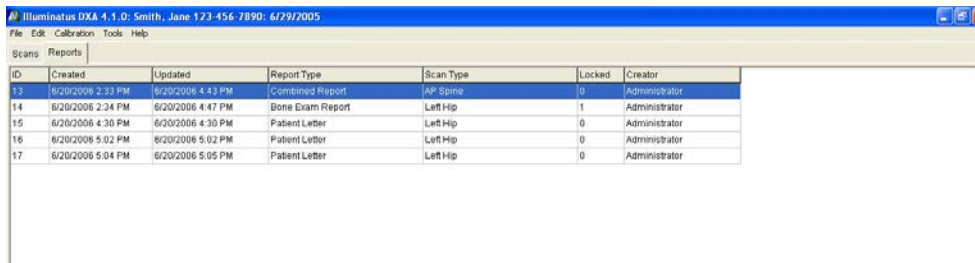 Illuminatus DXA 4.1.0: Smith, Jane 123-456-7890: 6/29/2005
File Edit Calibration Tools Help
Scans Reports
ID Created Updated Report Type Scan Type Locked Creator
13 6/20/2006 2:33 PM 6/20/2006 4:43 PM Combined Report AP Spine 0 Administrator
14 6/20/2006 2:34 PM 6/20/2006 4:47 PM Bone Exam Report Left Hip 1 Administrator
15 6/20/2006 4:30 PM 6/20/2006 4:30 PM Patient Letter Left Hip 0 Administrator
16 6/20/2006 5:02 PM 6/20/2006 5:02 PM Patient Letter Left Hip 0 Administrator
17 6/20/2006 5:04 PM 6/20/2006 5:05 PM Patient Letter Left Hip 0 Administrator